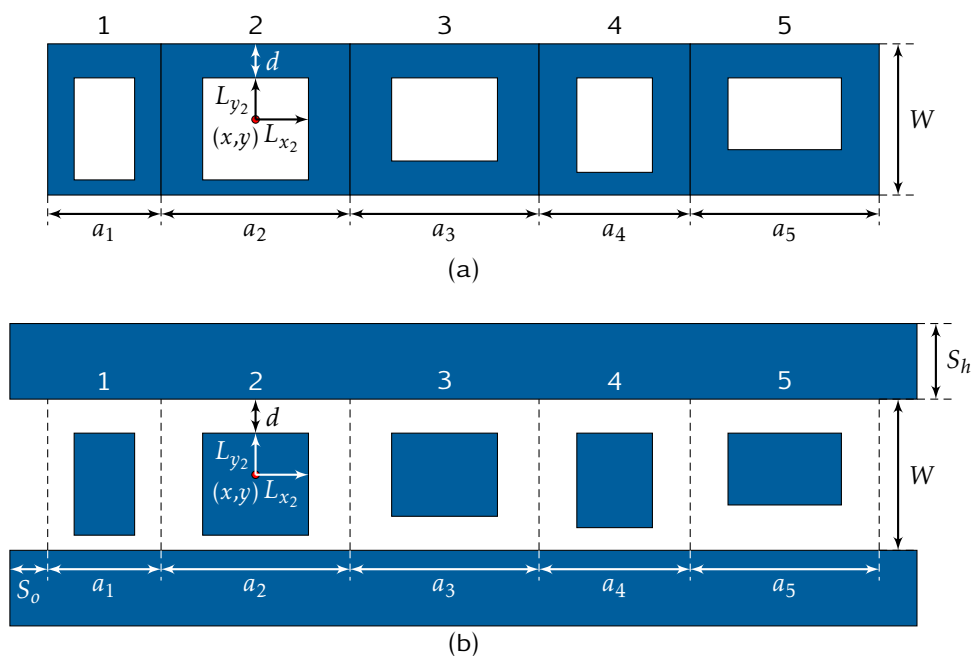 1 2 3 4 5
d
L_{y_2}
(x,y) L_{x_2}
W
a_1 a_2 a_3 a_4 a_5
(a)
S_h
1 2 3 4 5
d
L_{y_2}
(x,y) L_{x_2}
W
S_o a_1 a_2 a_3 a_4 a_5
(b)